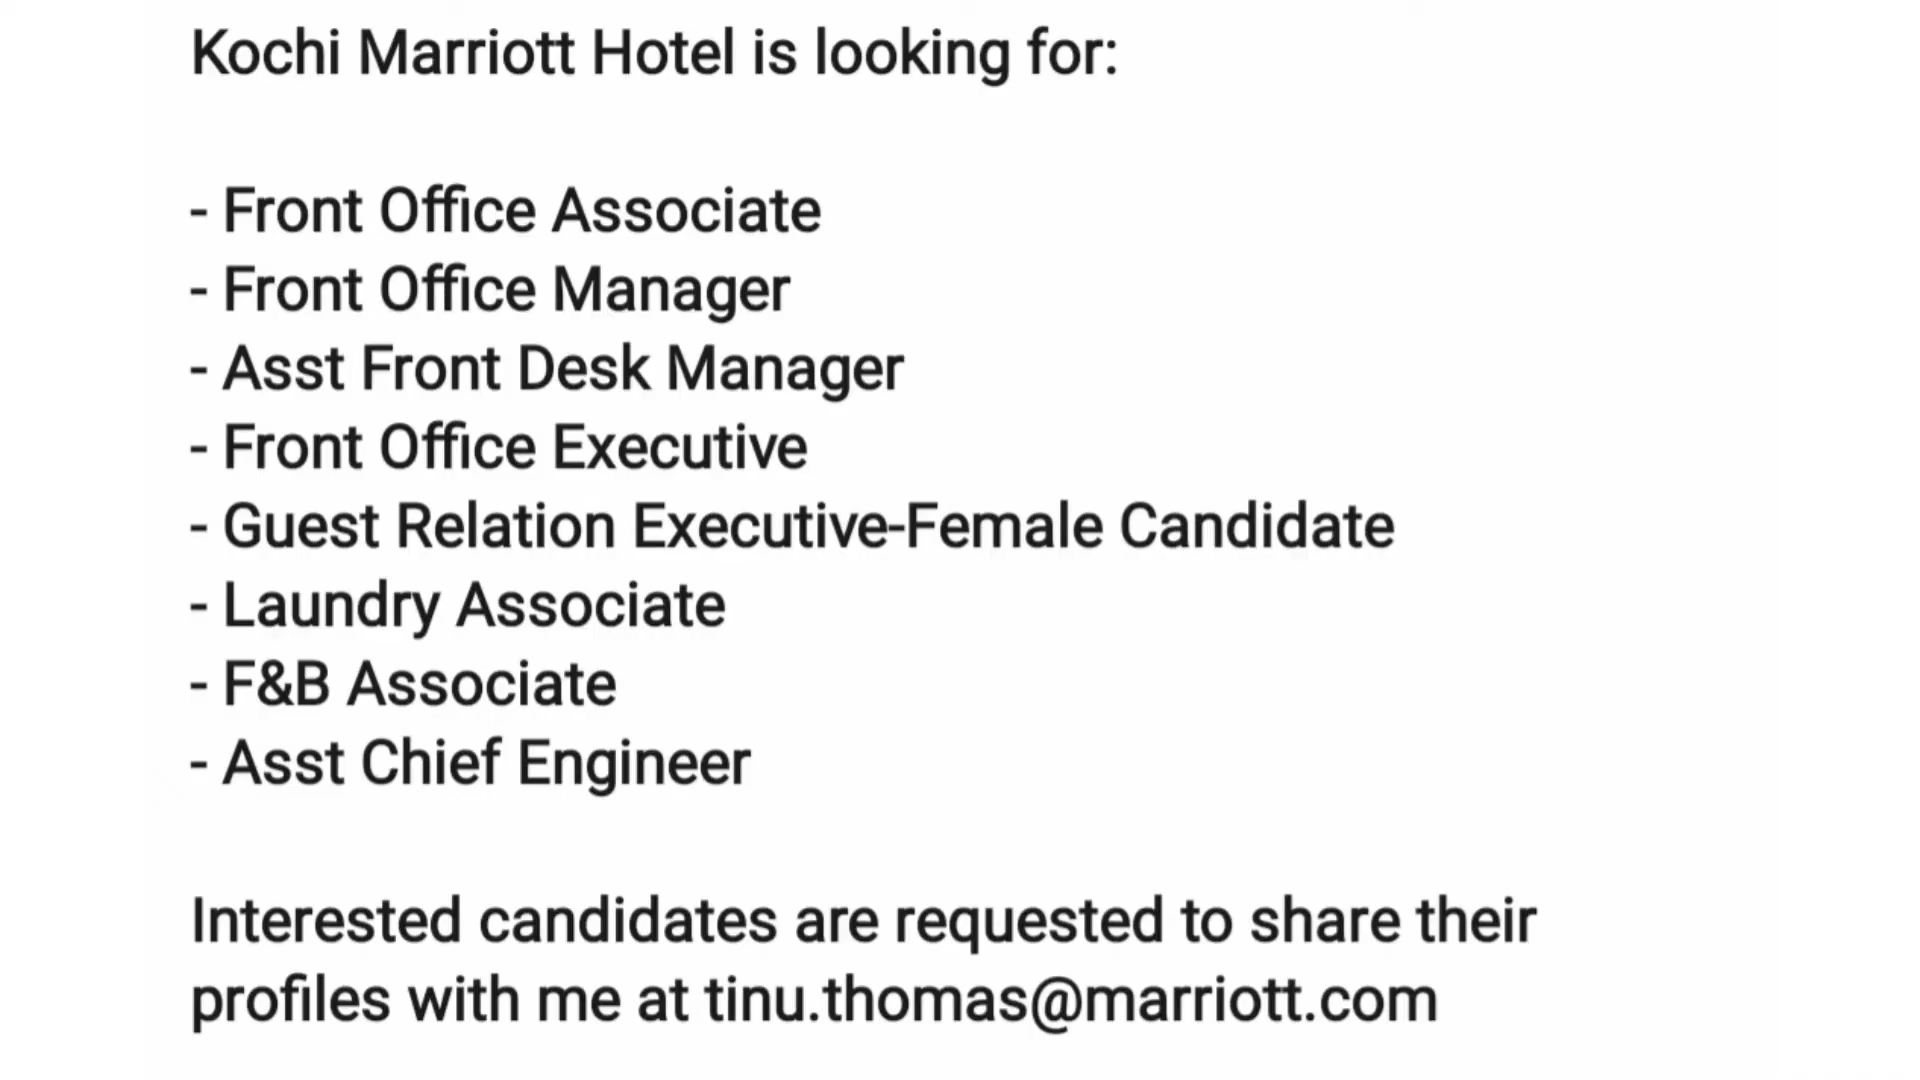 Kochi Marriott Hotel is looking for:
- Front Office Associate
- Front Office Manager
- Asst Front Desk Manager
- Front Office Executive
- Guest Relation Executive-Female Candidate
- Laundry Associate
- F&B Associate
- Asst Chief Engineer
Interested candidates are requested to share their
profiles with me at tinu.thomas@marriott.com